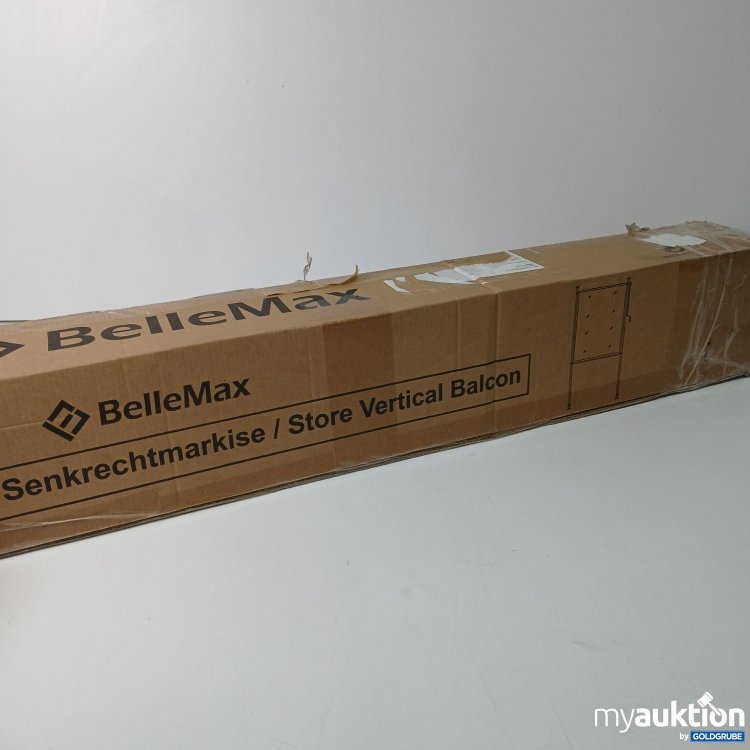 BelleMax
BelleMax
Senkrechtmarkise / Store Vertical Balcon
myauktion
by GOLDGRUBE